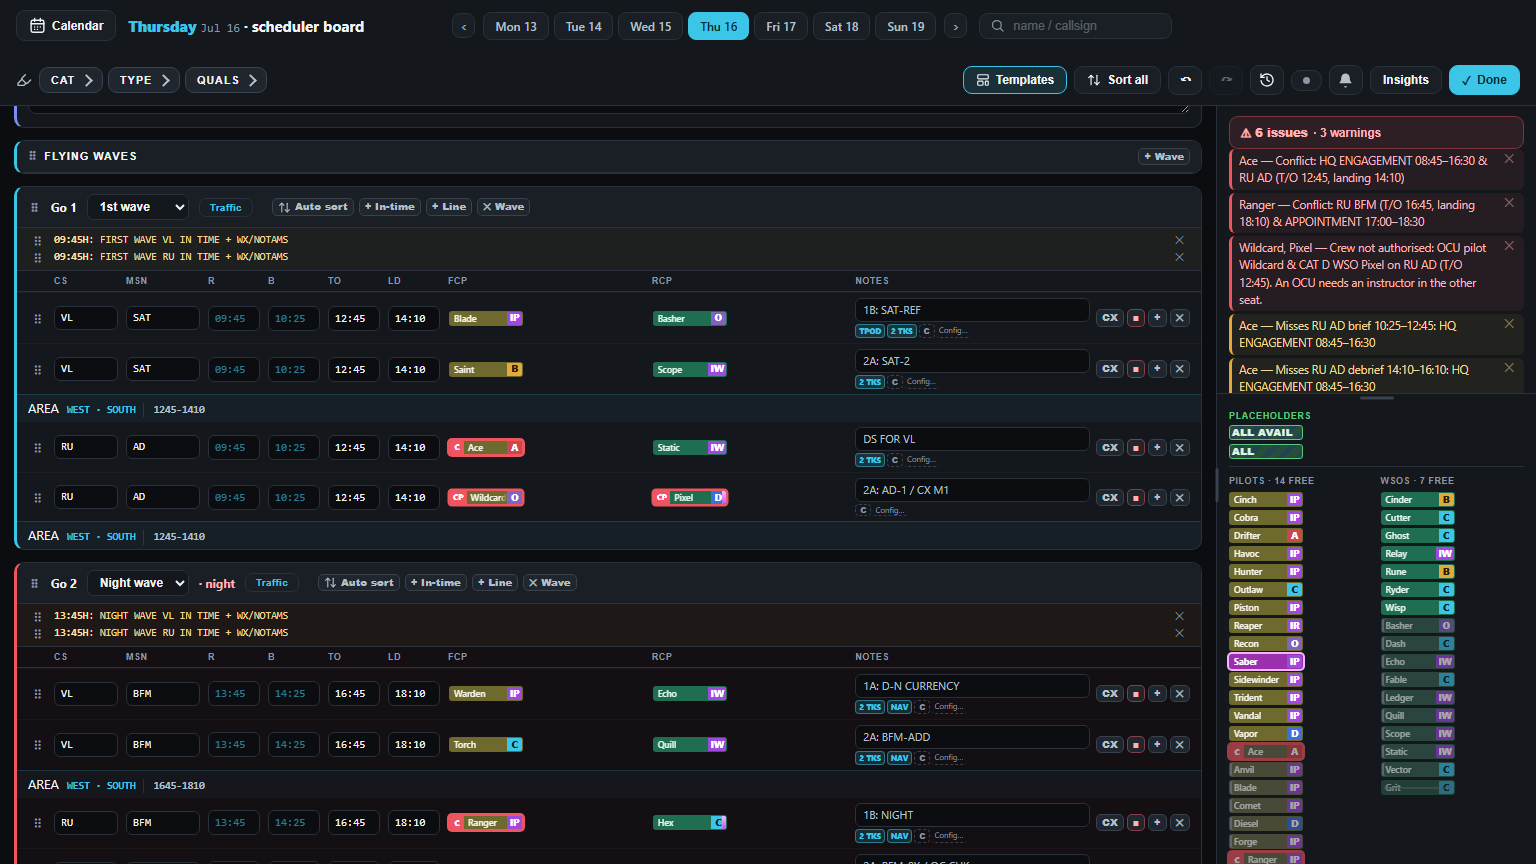 Calendar
Thursday Jul 16 · scheduler board
‹ Mon 13 Tue 14 Wed 15 Thu 16 Fri 17 Sat 18 Sun 19 ›
name / callsign
CAT TYPE QUALS
Templates Sort all Insights ✓ Done
FLYING WAVES
+ Wave
Go 1 1st wave Traffic Auto sort + In-time + Line ✕ Wave
09:45H: FIRST WAVE VL IN TIME + WX/NOTAMS
09:45H: FIRST WAVE RU IN TIME + WX/NOTAMS
CS MSN R B TO LD FCP RCP NOTES
VL SAT 09:45 10:25 12:45 14:10 Blade IP Basher O 1B: SAT-REF CX
TPOD 2 TKS C Config...
VL SAT 09:45 10:25 12:45 14:10 Saint B Scope IW 2A: SAT-2 CX
2 TKS C Config...
AREA WEST · SOUTH 1245-1410
RU AD 09:45 10:25 12:45 14:10 C Ace A Static IW DS FOR VL CX
2 TKS C Config...
RU AD 09:45 10:25 12:45 14:10 CP Wildcard O CP Pixel D 2A: AD-1 / CX M1 CX
C Config...
AREA WEST · SOUTH 1245-1410
Go 2 Night wave · night Traffic Auto sort + In-time + Line ✕ Wave
13:45H: NIGHT WAVE VL IN TIME + WX/NOTAMS
13:45H: NIGHT WAVE RU IN TIME + WX/NOTAMS
CS MSN R B TO LD FCP RCP NOTES
VL BFM 13:45 14:25 16:45 18:10 Warden IP Echo IW 1A: D-N CURRENCY CX
2 TKS NAV C Config...
VL BFM 13:45 14:25 16:45 18:10 Torch C Quill IW 2A: BFM-ADD CX
2 TKS NAV C Config...
AREA WEST · SOUTH 1645-1810
RU BFM 13:45 14:25 16:45 18:10 C Ranger IP Hex C 1B: NIGHT CX
2 TKS NAV C Config...
⚠ 6 issues · 3 warnings
Ace — Conflict: HQ ENGAGEMENT 08:45–16:30 &
RU AD (T/O 12:45, landing 14:10)
Ranger — Conflict: RU BFM (T/O 16:45, landing
18:10) & APPOINTMENT 17:00–18:30
Wildcard, Pixel — Crew not authorised: OCU pilot
Wildcard & CAT D WSO Pixel on RU AD (T/O
12:45). An OCU needs an instructor in the other
seat.
Ace — Misses RU AD brief 10:25–12:45: HQ
ENGAGEMENT 08:45–16:30
Ace — Misses RU AD debrief 14:10–16:10: HQ
ENGAGEMENT 08:45–16:30
PLACEHOLDERS
ALL AVAIL
ALL
PILOTS · 14 FREE WSOS · 7 FREE
Cinch IP Cinder B
Cobra IP Cutter C
Drifter A Ghost C
Havoc IP Relay IW
Hunter IP Rune B
Outlaw C Ryder C
Piston IP Wisp C
Reaper IR Basher O
Recon O Dash C
Saber IP Echo IW
Sidewinder IP Fable C
Trident IP Ledger IW
Vandal IP Quill IW
Vapor D Scope IW
C Ace A Static IW
Anvil IP Vector C
Blade IP Grit C
Comet IP
Diesel D
Forge IP
C Ranger IP